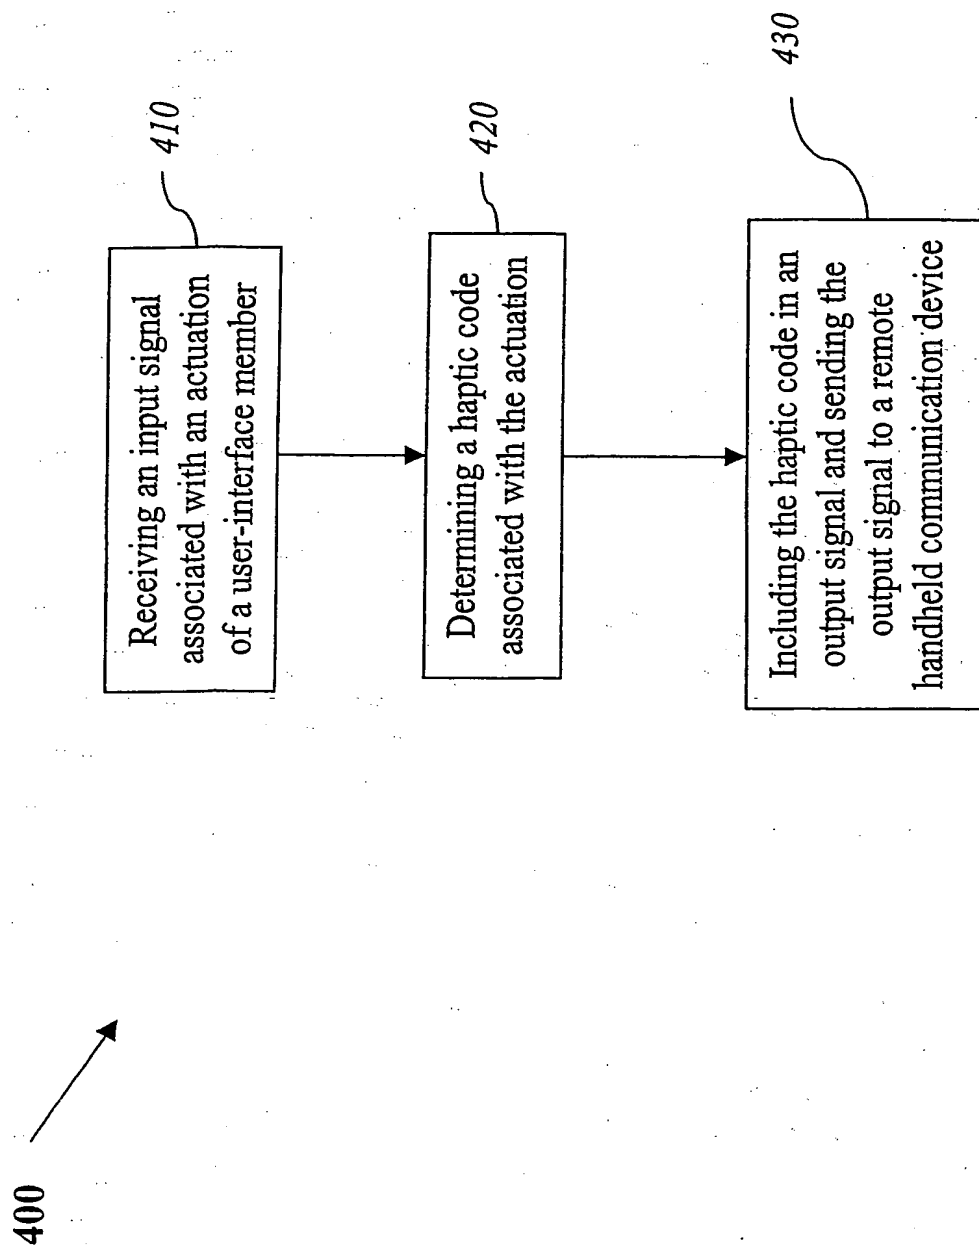 400
Receiving an input signal
associated with an actuation
of a user-interface member
410
Determining a haptic code
associated with the actuation
420
Including the haptic code in an
output signal and sending the
output signal to a remote
handheld communication device
430